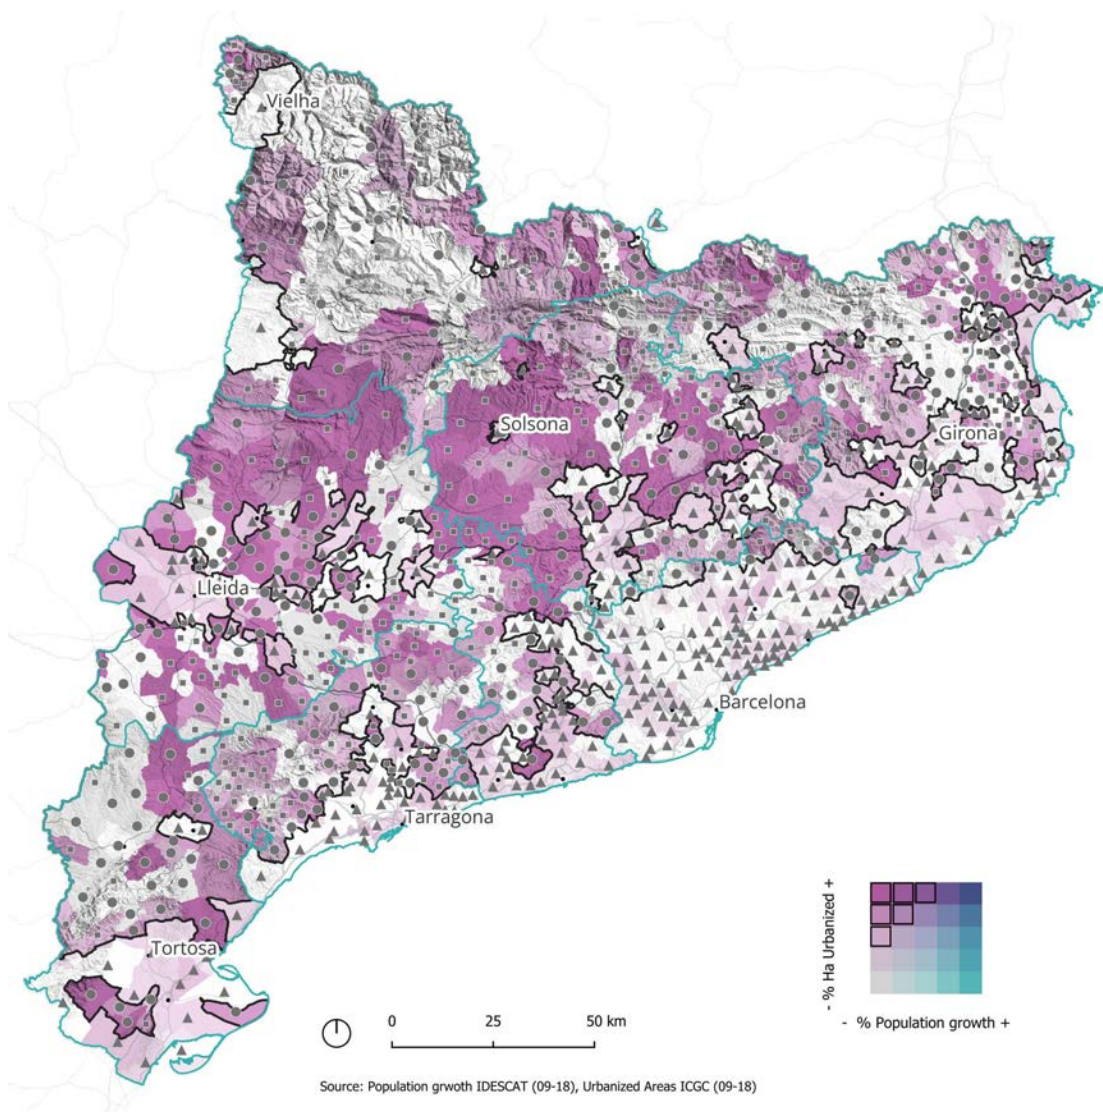 Vielha
Solsona
Girona
Lleida
Barcelona
Tarragona
Tortosa
- % Ha Urbanized +
- % Population growth +
0 25 50 km
Source: Population grwoth IDESCAT (09-18), Urbanized Areas ICGC (09-18)